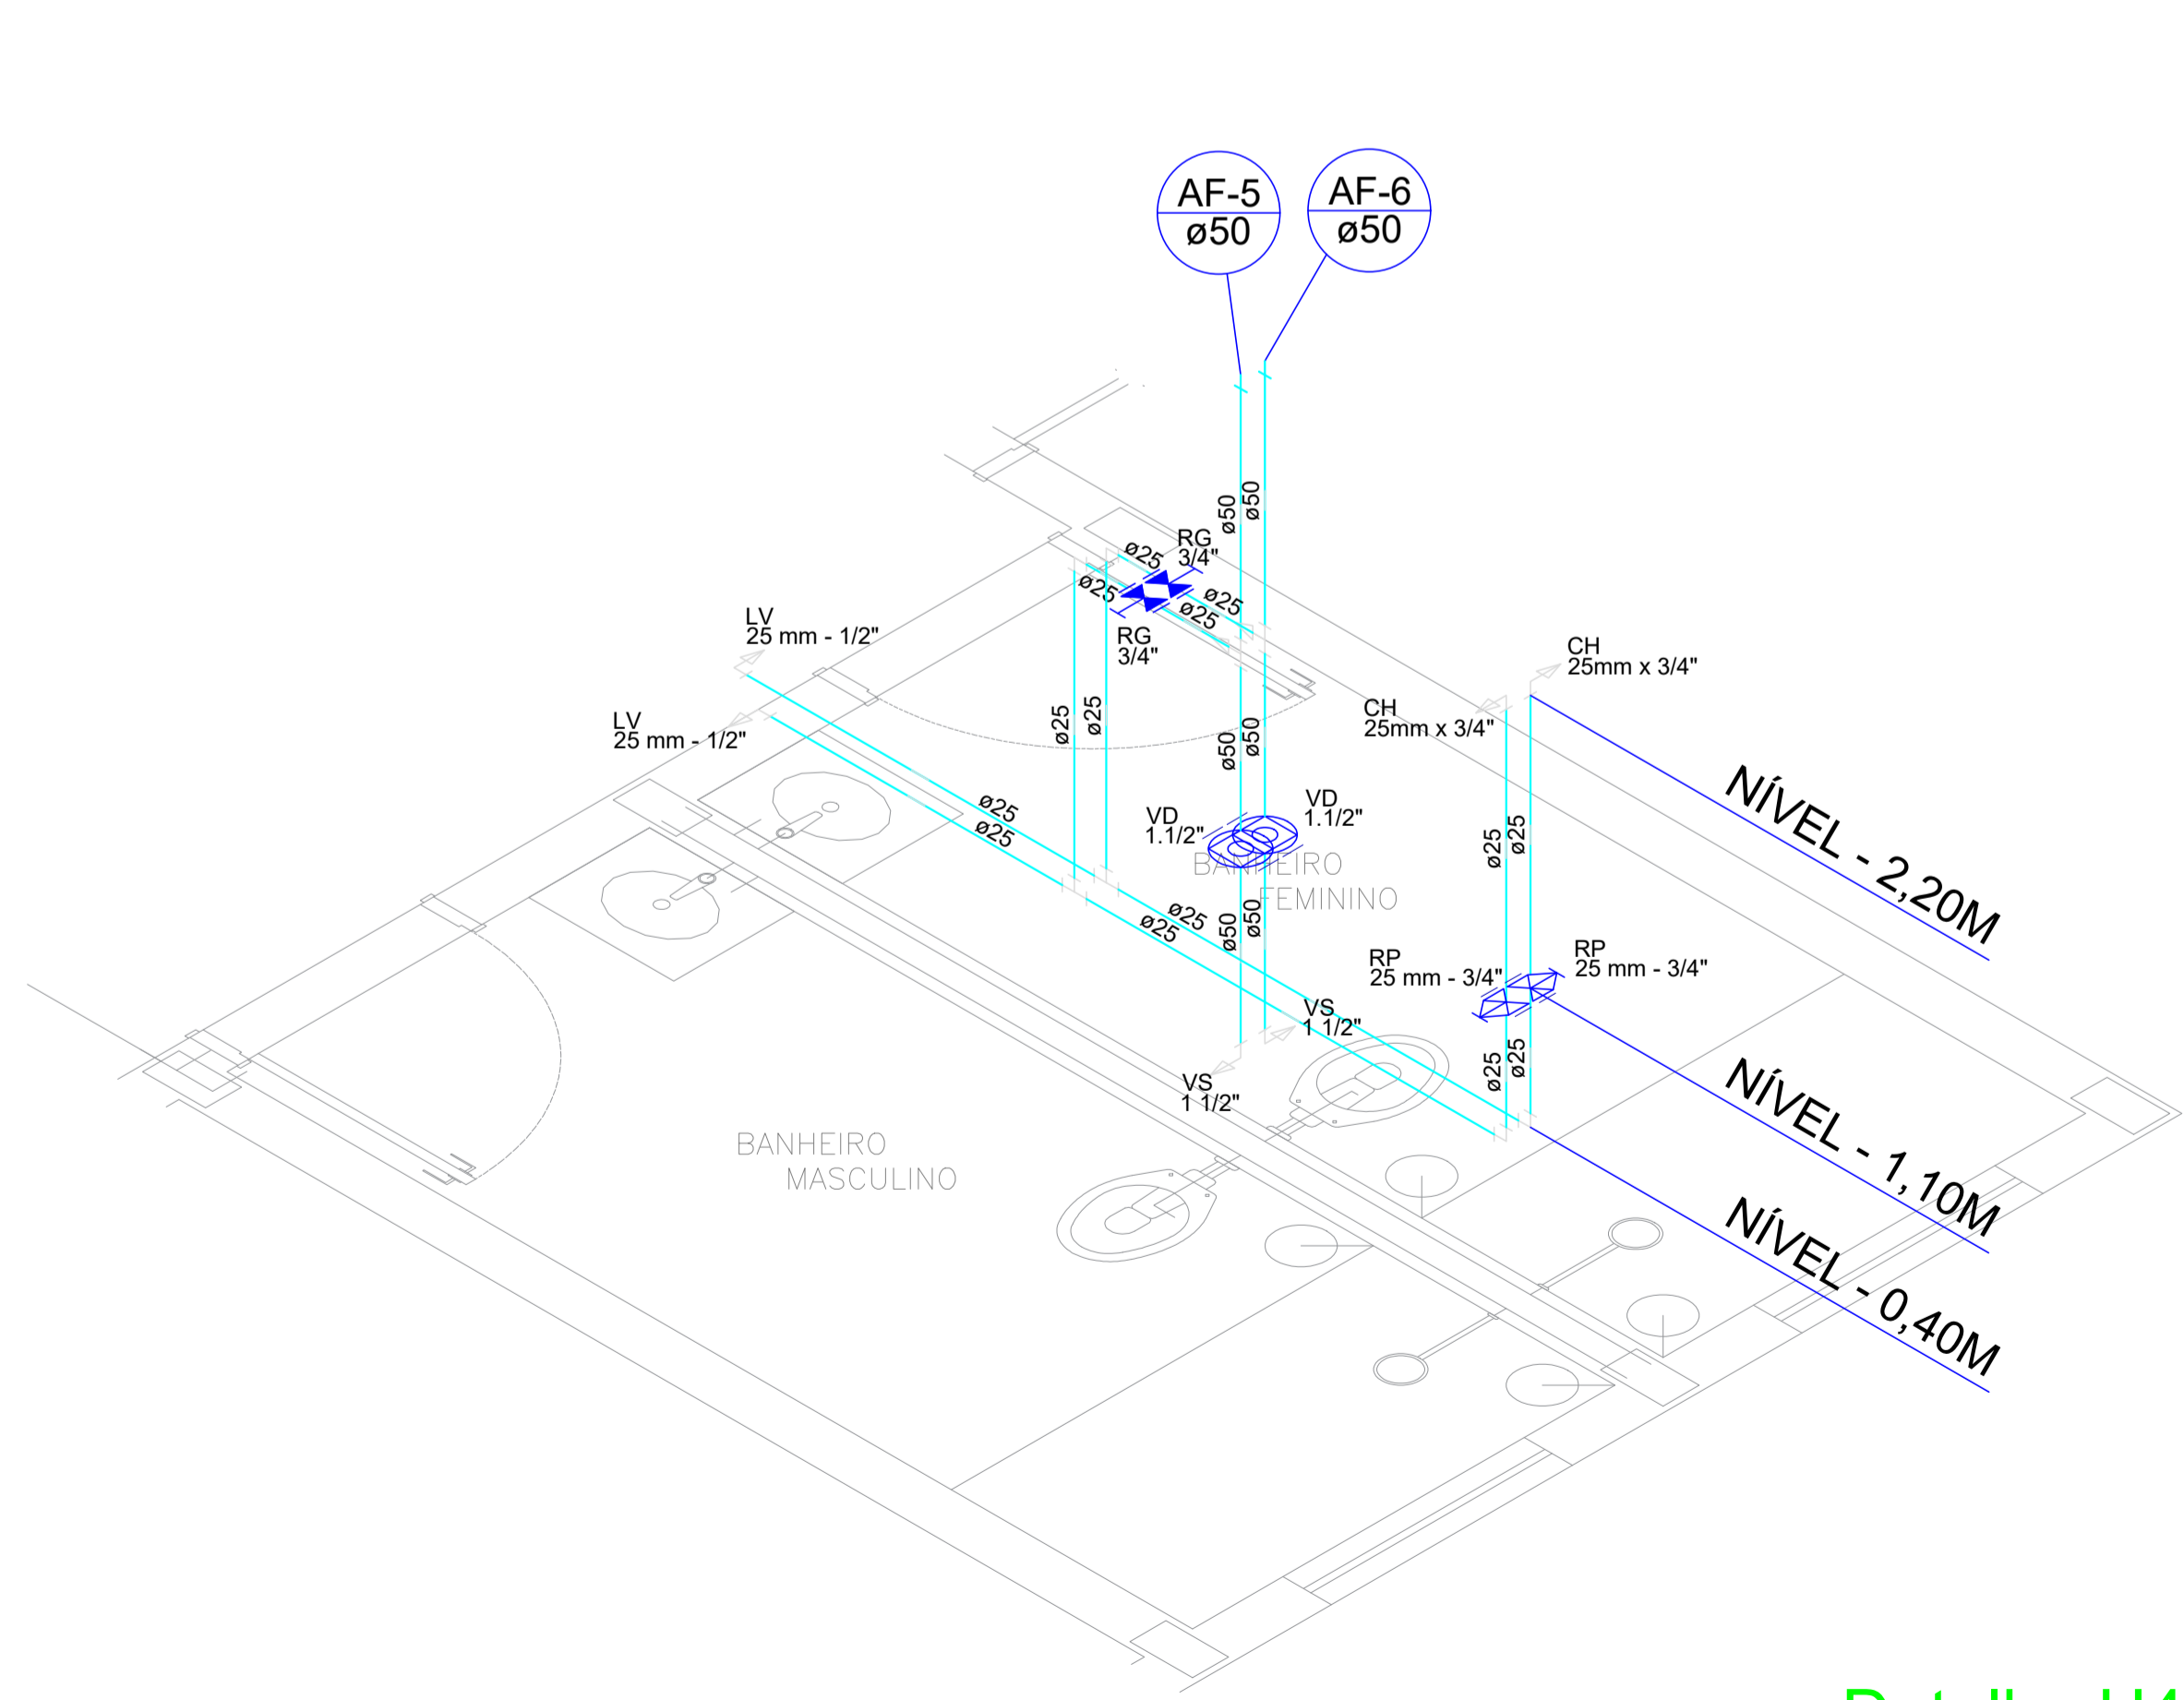 AF-5
ø50
AF-6
ø50
ø50
ø50
RG
3/4"
ø25
ø25
ø25
ø25
RG
3/4"
LV
25 mm - 1/2"
LV
25 mm - 1/2"
CH
25mm x 3/4"
CH
25mm x 3/4"
ø25
ø25
ø50
ø50
VD
1.1/2"
VD
1.1/2"
ø25
ø25
ø25
ø25
NÍVEL - 2,20M
BANHEIRO
FEMININO
ø25
ø25
ø50
ø50
RP
25 mm - 3/4"
RP
25 mm - 3/4"
VS
1 1/2"
VS
1 1/2"
ø25
ø25
NÍVEL - 1,10M
BANHEIRO
MASCULINO
NÍVEL - 0,40M